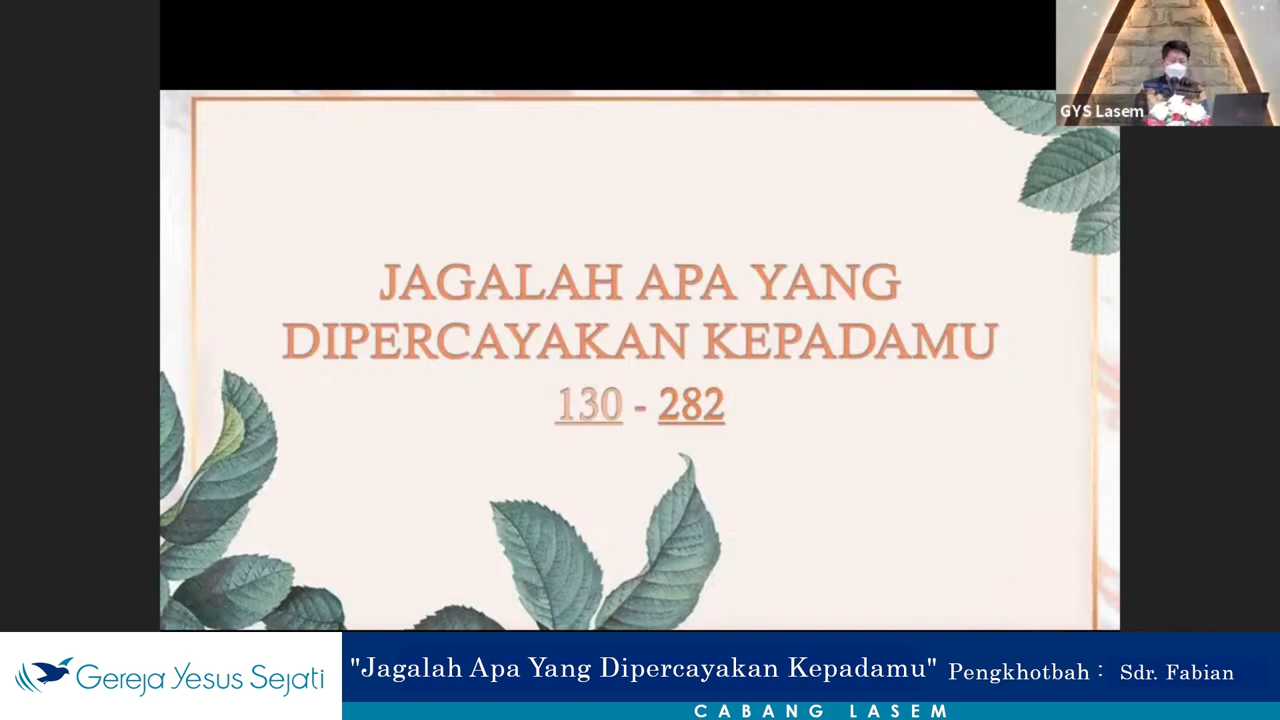 GYS Lasem
JAGALAH APA YANG
DIPERCAYAKAN KEPADAMU
130 - 282
Gereja Yesus Sejati
"Jagalah Apa Yang Dipercayakan Kepadamu" Pengkhotbah : Sdr. Fabian
CABANG LASEM